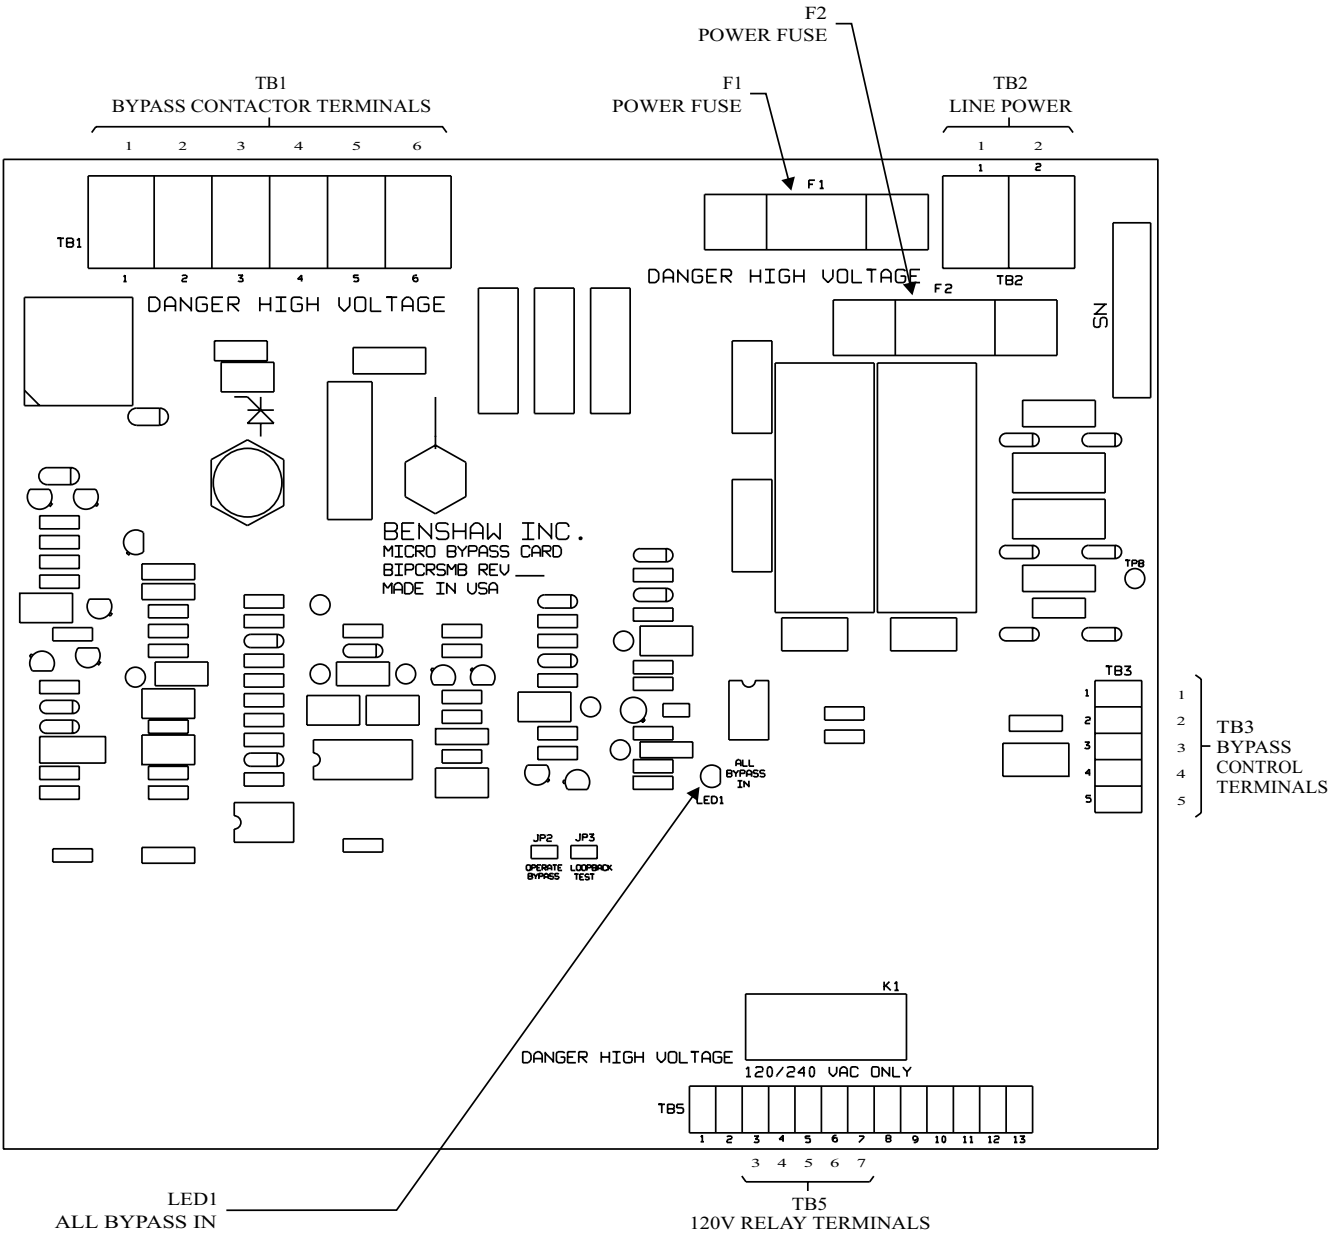 F2
POWER FUSE
TB1
BYPASS CONTACTOR TERMINALS
F1
POWER FUSE
TB2
LINE POWER
1 2 3 4 5 6
1 2
1 2
F1
TB1
1 2 3 4 5 6
DANGER HIGH VOLTAGE
DANGER HIGH VOLTAGE
TB2
F2
SN
BENSHAW INC.
MICRO BYPASS CARD
BIPCRSMB REV ___
MADE IN USA
TP8
TB3
1
2
3
4
5
1
2
3
4
5
TB3
BYPASS
CONTROL
TERMINALS
ALL
BYPASS
IN
LED1
JP2
OPERATE
BYPASS
JP3
LOOPBACK
TEST
K1
DANGER HIGH VOLTAGE
120/240 VAC ONLY
TB5
1 2 3 4 5 6 7 8 9 10 11 12 13
3 4 5 6 7
TB5
120V RELAY TERMINALS
LED1
ALL BYPASS IN